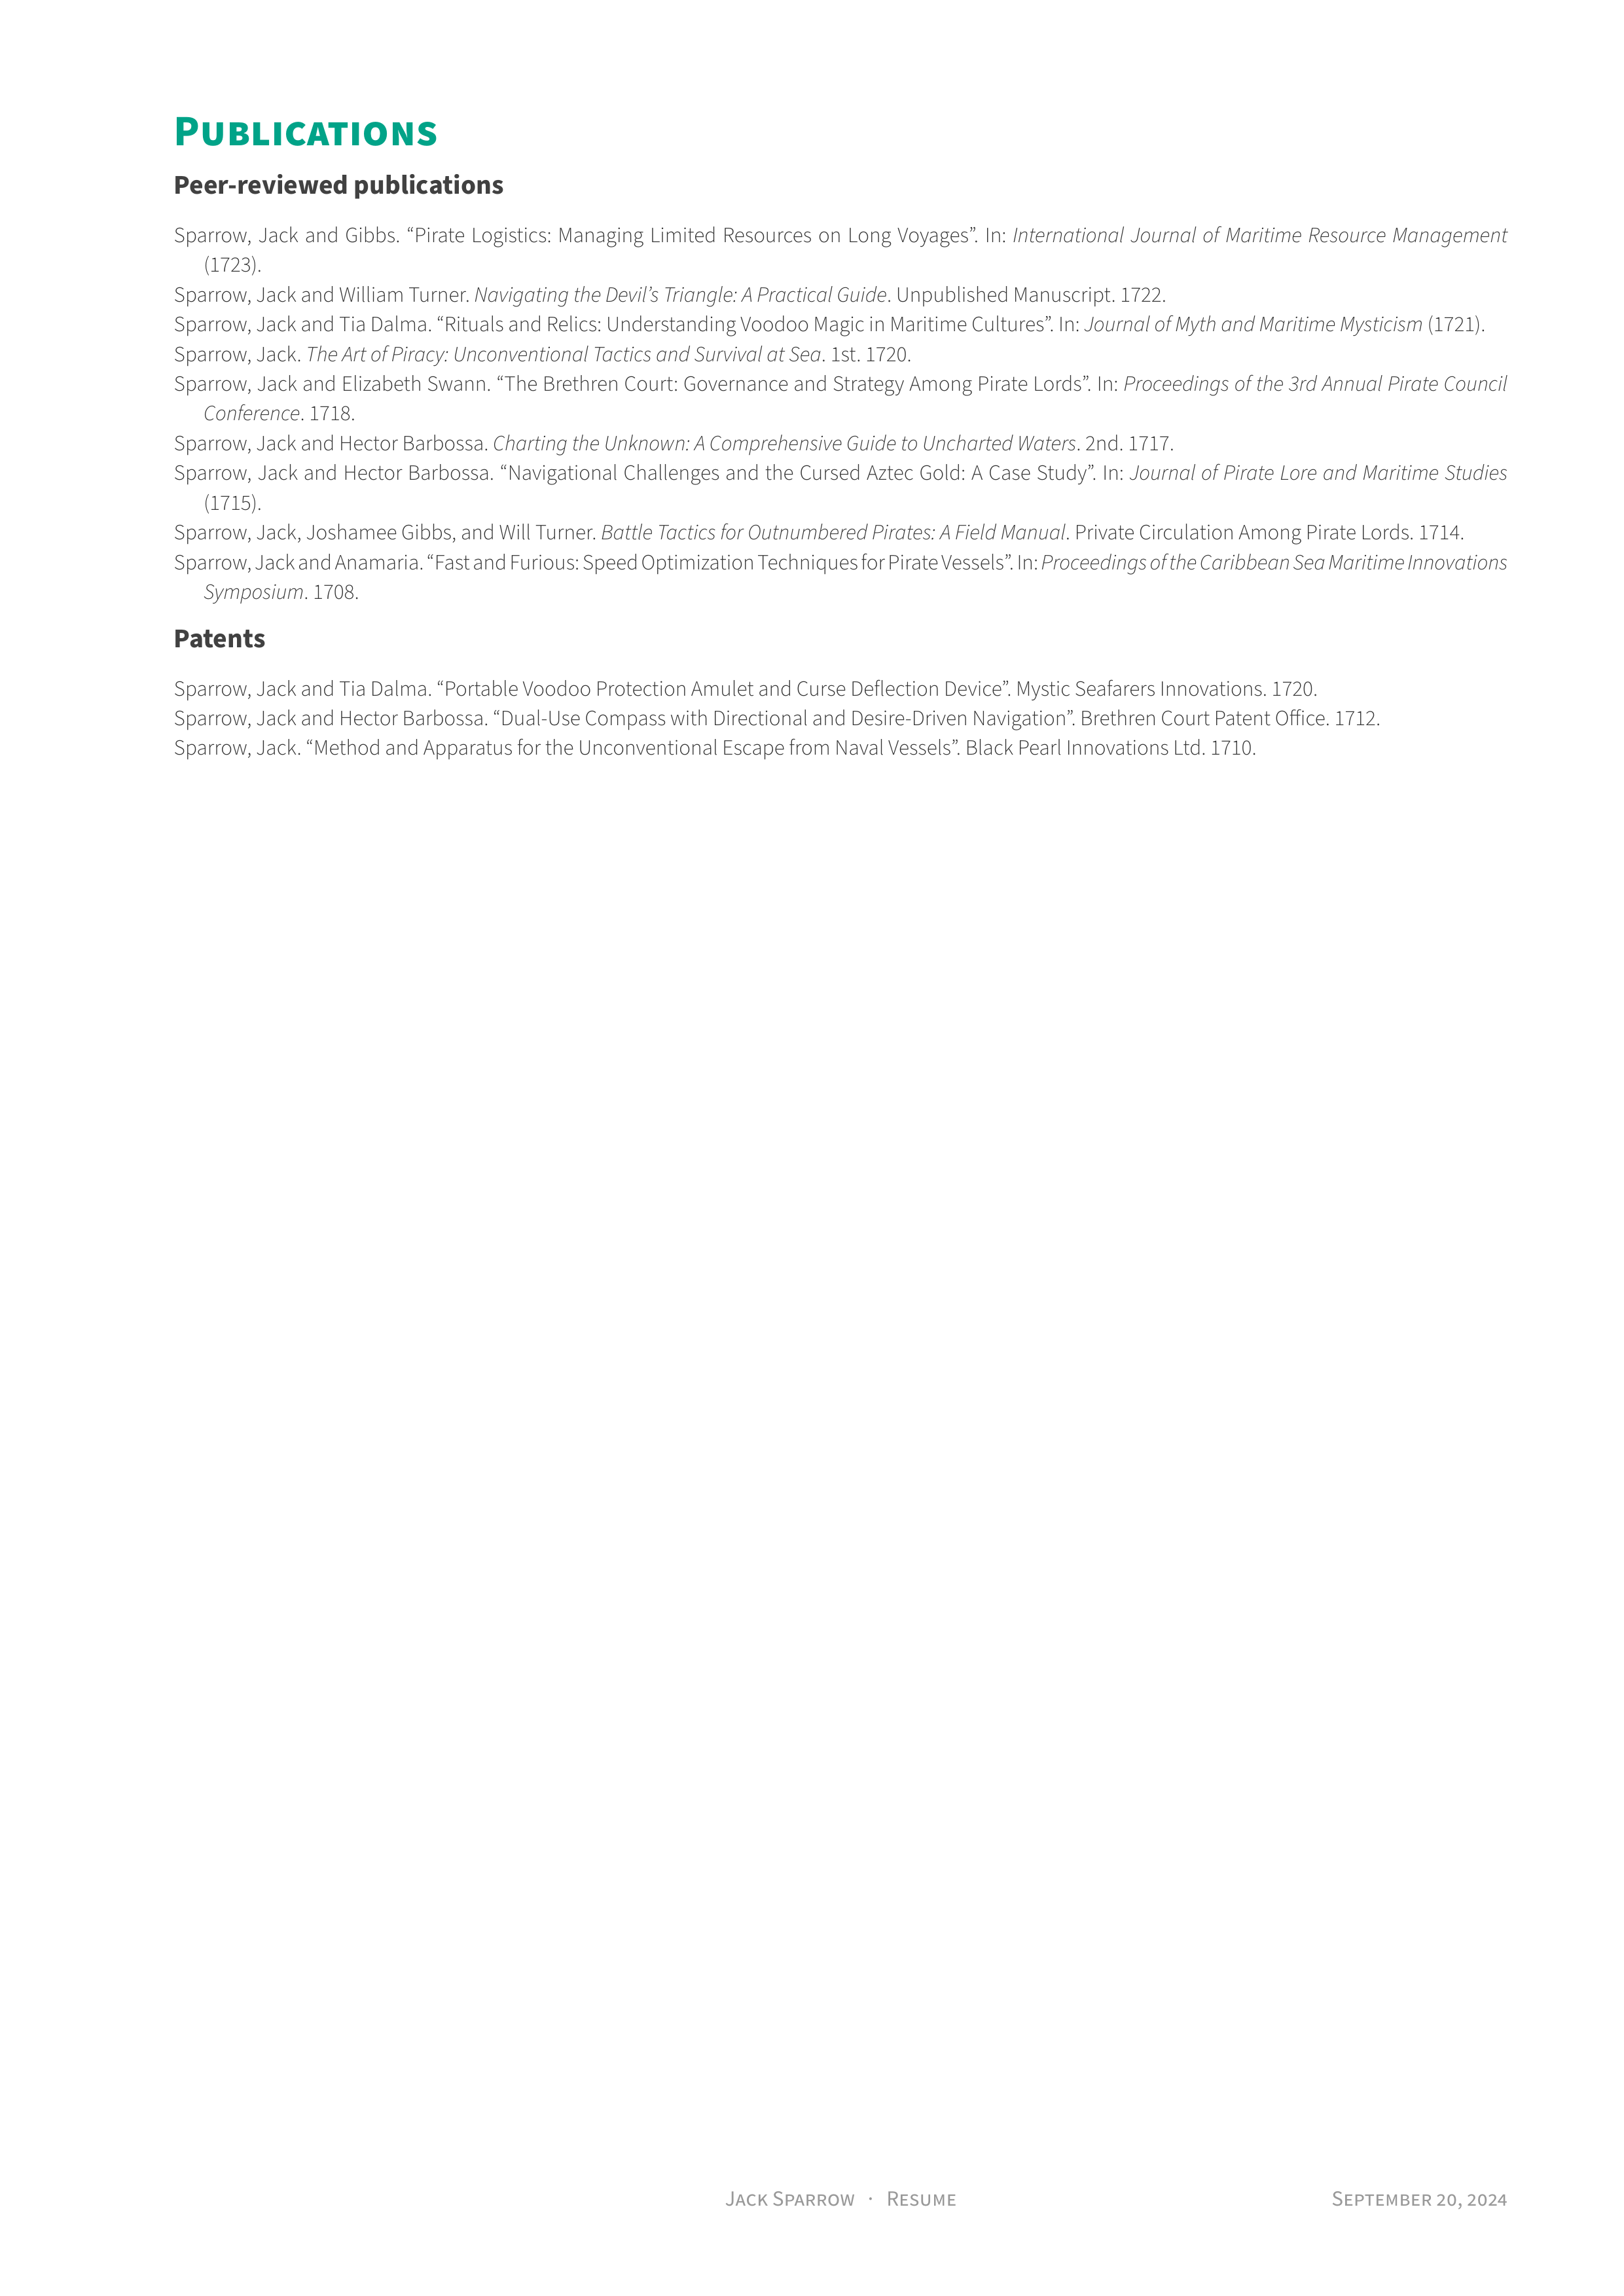 Publications
Peer-reviewed publications
Sparrow, Jack and Gibbs. “Pirate Logistics: Managing Limited Resources on Long Voyages”. In: International Journal of Maritime Resource Management
(1723).
Sparrow, Jack and William Turner. Navigating the Devil’s Triangle: A Practical Guide. Unpublished Manuscript. 1722.
Sparrow, Jack and Tia Dalma. “Rituals and Relics: Understanding Voodoo Magic in Maritime Cultures”. In: Journal of Myth and Maritime Mysticism (1721).
Sparrow, Jack. The Art of Piracy: Unconventional Tactics and Survival at Sea. 1st. 1720.
Sparrow, Jack and Elizabeth Swann. “The Brethren Court: Governance and Strategy Among Pirate Lords”. In: Proceedings of the 3rd Annual Pirate Council
Conference. 1718.
Sparrow, Jack and Hector Barbossa. Charting the Unknown: A Comprehensive Guide to Uncharted Waters. 2nd. 1717.
Sparrow, Jack and Hector Barbossa. “Navigational Challenges and the Cursed Aztec Gold: A Case Study”. In: Journal of Pirate Lore and Maritime Studies
(1715).
Sparrow, Jack, Joshamee Gibbs, and Will Turner. Battle Tactics for Outnumbered Pirates: A Field Manual. Private Circulation Among Pirate Lords. 1714.
Sparrow, Jack and Anamaria. “Fast and Furious: Speed Optimization Techniques for Pirate Vessels”. In: Proceedings of the Caribbean Sea Maritime Innovations
Symposium. 1708.
Patents
Sparrow, Jack and Tia Dalma. “Portable Voodoo Protection Amulet and Curse Deflection Device”. Mystic Seafarers Innovations. 1720.
Sparrow, Jack and Hector Barbossa. “Dual-Use Compass with Directional and Desire-Driven Navigation”. Brethren Court Patent Office. 1712.
Sparrow, Jack. “Method and Apparatus for the Unconventional Escape from Naval Vessels”. Black Pearl Innovations Ltd. 1710.
Jack Sparrow · Resume
September 20, 2024